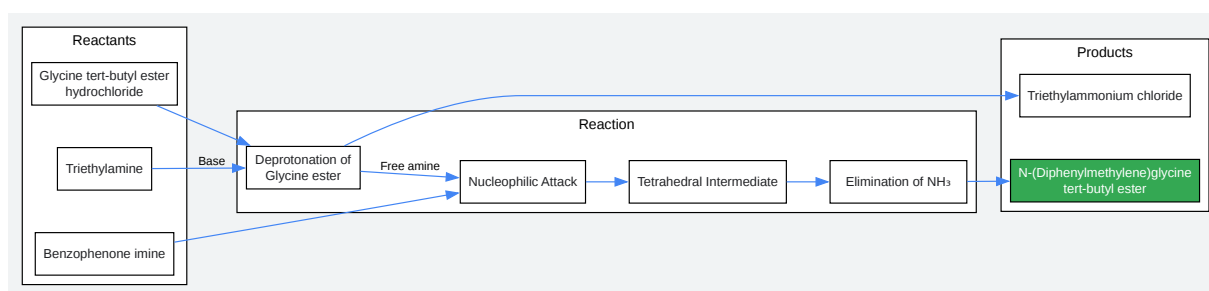 Reactants
Glycine tert-butyl ester
hydrochloride
Triethylamine
Benzophenone imine
Base
Reaction
Deprotonation of
Glycine ester
Free amine
Nucleophilic Attack
Tetrahedral Intermediate
Elimination of NH₃
Products
Triethylammonium chloride
N-(Diphenylmethylene)glycine
tert-butyl ester